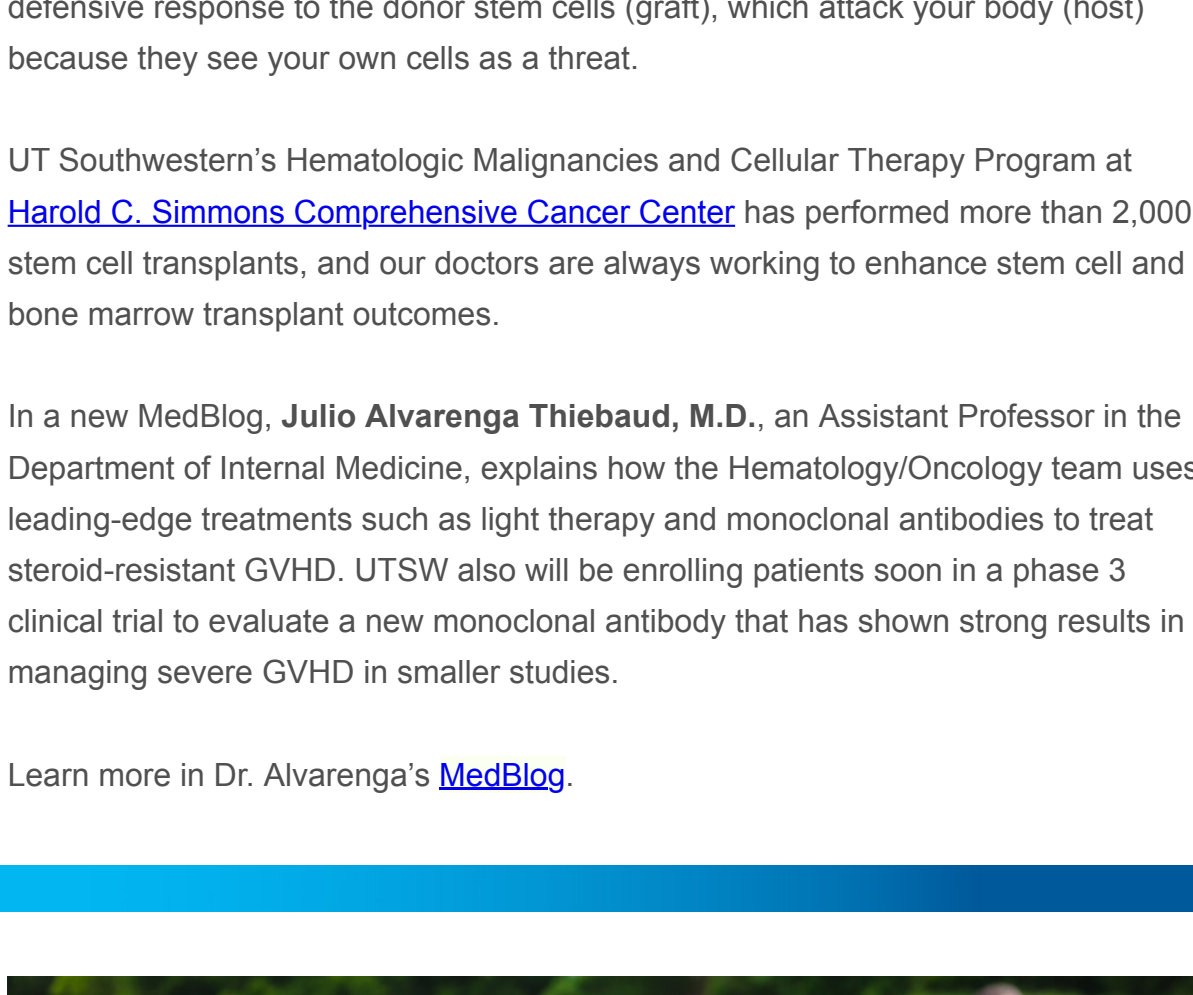 defensive response to the donor stem cells (graft), which attack your body (host)
because they see your own cells as a threat.
UT Southwestern’s Hematologic Malignancies and Cellular Therapy Program at
Harold C. Simmons Comprehensive Cancer Center has performed more than 2,000
stem cell transplants, and our doctors are always working to enhance stem cell and
bone marrow transplant outcomes.
In a new MedBlog, Julio Alvarenga Thiebaud, M.D., an Assistant Professor in the
Department of Internal Medicine, explains how the Hematology/Oncology team uses
leading-edge treatments such as light therapy and monoclonal antibodies to treat
steroid-resistant GVHD. UTSW also will be enrolling patients soon in a phase 3
clinical trial to evaluate a new monoclonal antibody that has shown strong results in
managing severe GVHD in smaller studies.
Learn more in Dr. Alvarenga’s MedBlog.